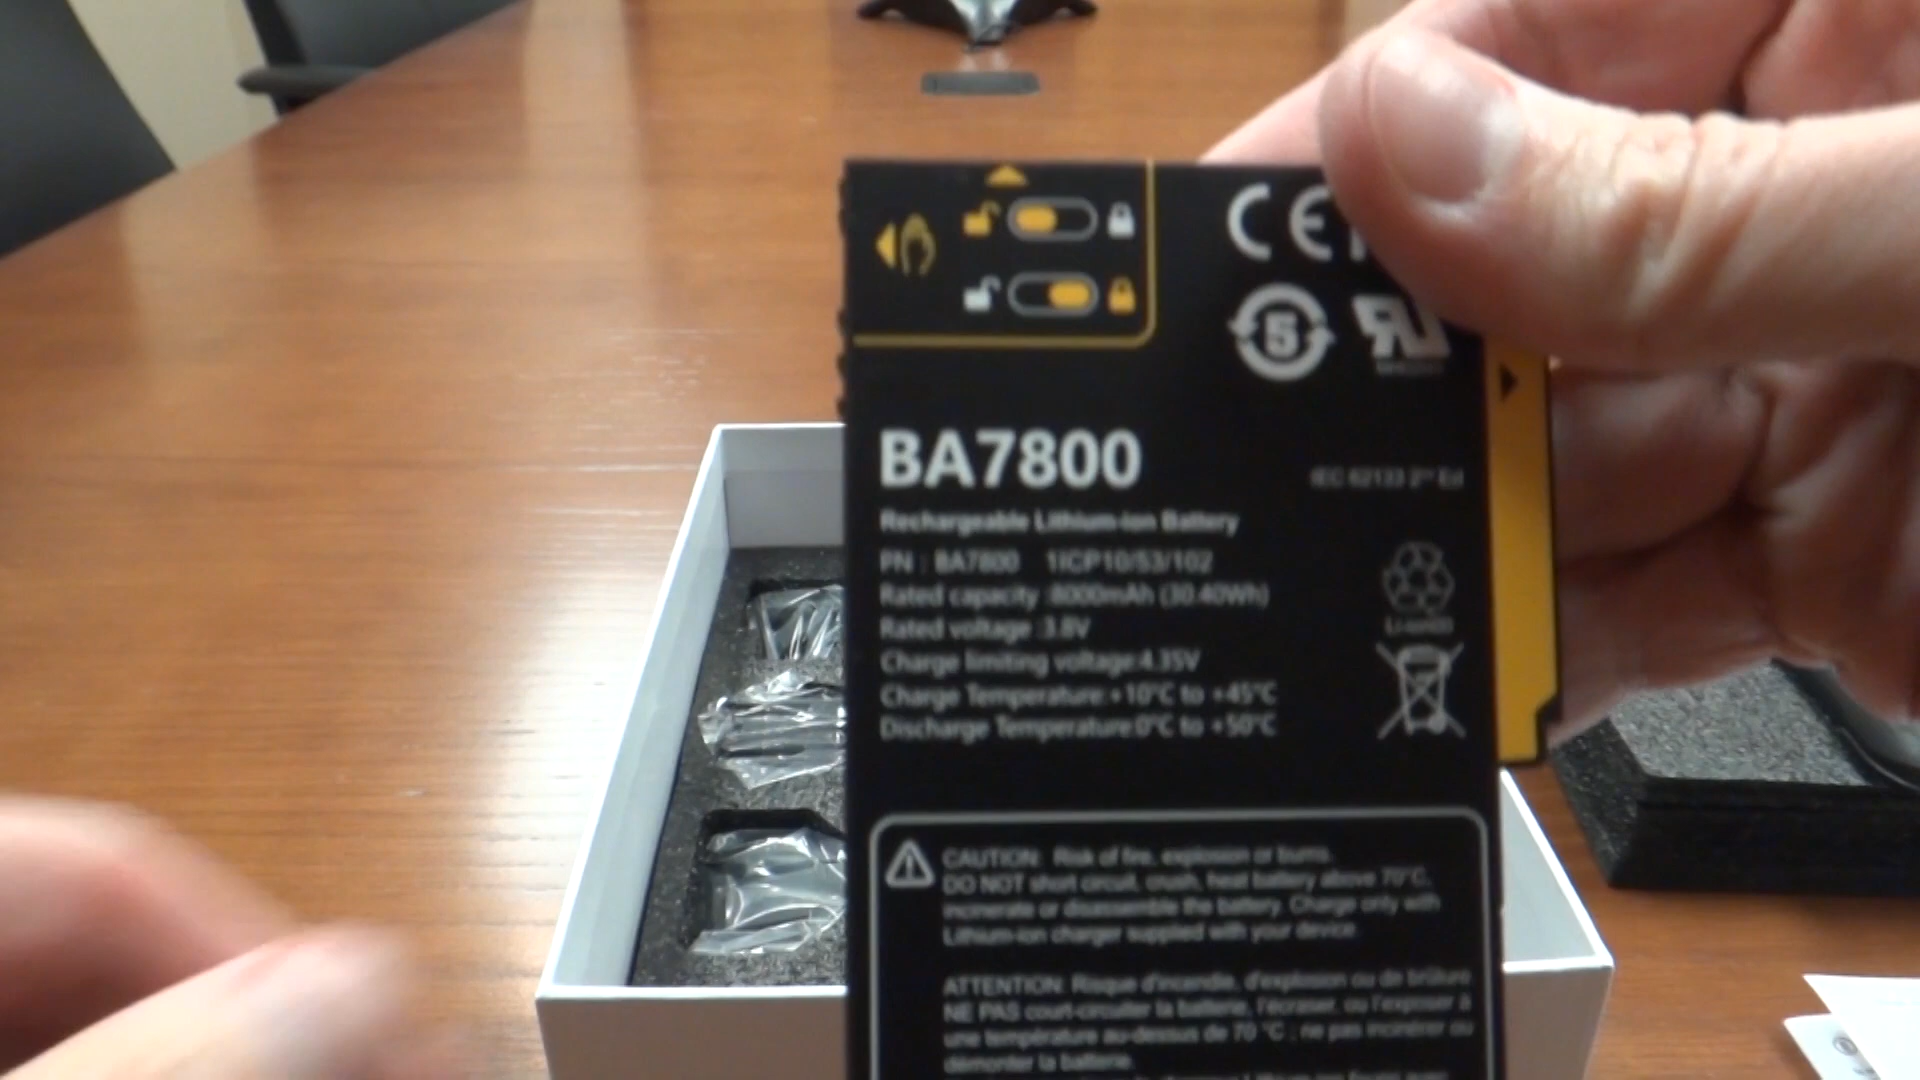 CE
5
BA7800
IEC 62133 2ⁿᵈ Ed
Rechargeable Lithium-ion Battery
PN : BA7800 1ICP10/53/102
Rated capacity :8000mAh (30.40Wh)
Rated voltage :3.8V
Charge limiting voltage:4.35V
Charge Temperature:+10°C to +45°C
Discharge Temperature:0°C to +50°C
CAUTION: Risk of fire, explosion or burns.
DO NOT short circuit, crush, heat battery above 70°C,
incinerate or disassemble the battery. Charge only with
Lithium-ion charger supplied with your device.
ATTENTION: Risque d'incendie, d'explosion ou de brûlure
NE PAS court-circuiter la batterie, l'écraser, ou l'exposer à
une température au-dessus de 70 °C ; ne pas incinérer ou
démonter la batterie.